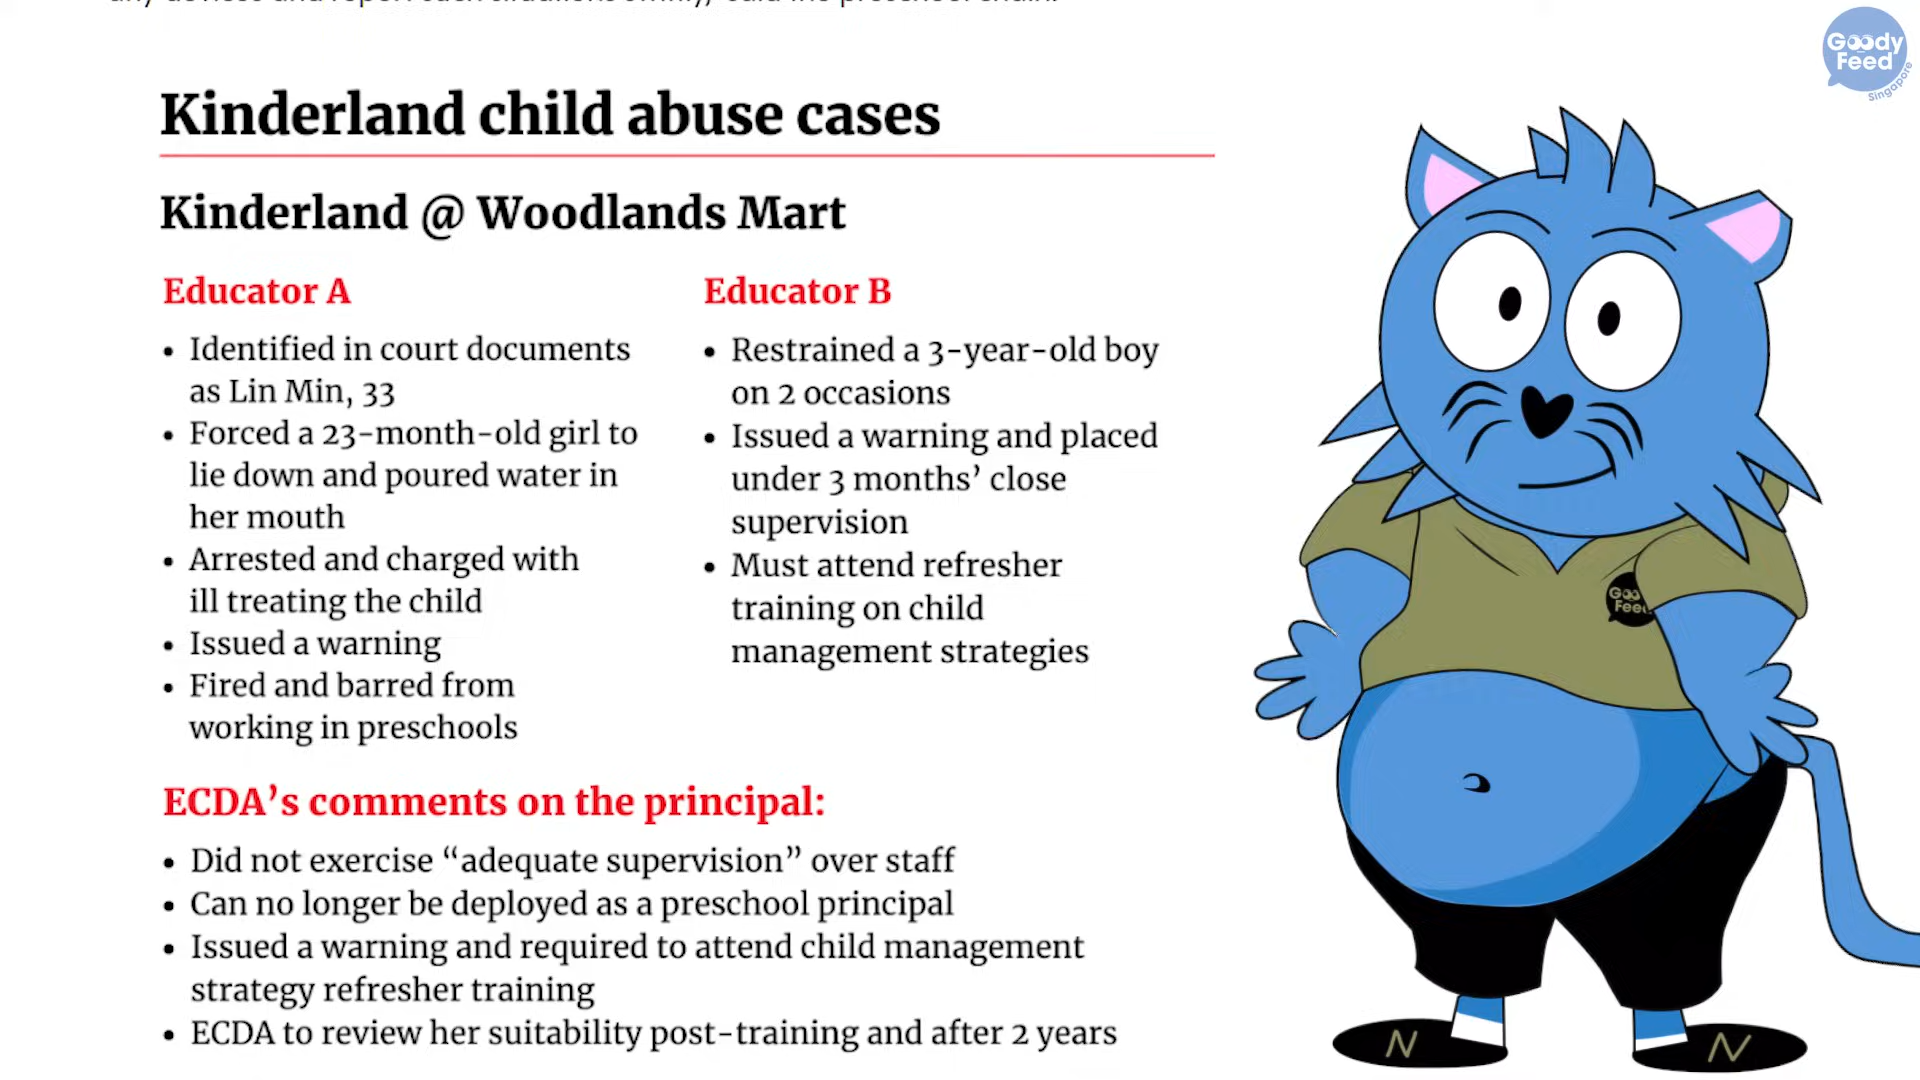 Goody
Feed
Singapore
Kinderland child abuse cases
Kinderland @ Woodlands Mart
Educator A
• Identified in court documents
as Lin Min, 33
• Forced a 23-month-old girl to
lie down and poured water in
her mouth
• Arrested and charged with
ill treating the child
• Issued a warning
• Fired and barred from
working in preschools
Educator B
• Restrained a 3-year-old boy
on 2 occasions
• Issued a warning and placed
under 3 months’ close
supervision
• Must attend refresher
training on child
management strategies
ECDA’s comments on the principal:
• Did not exercise “adequate supervision” over staff
• Can no longer be deployed as a preschool principal
• Issued a warning and required to attend child management
strategy refresher training
• ECDA to review her suitability post-training and after 2 years
N
N